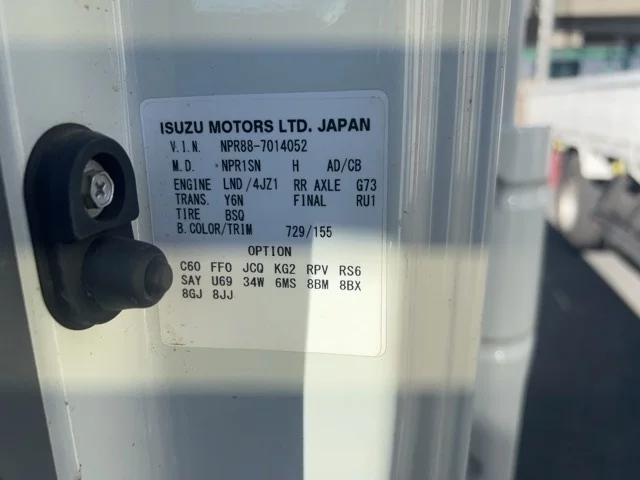 ISUZU MOTORS LTD. JAPAN
V.I.N. NPR88-7014052
M.D. NPR1SN H AD/CB
ENGINE LND/4JZ1 RR AXLE G73
TRANS. Y6N FINAL RU1
TIRE BSQ
B.COLOR/TRIM 729/155
OPTION
C60 FF0 JCQ KG2 RPV RS6
SAY U69 34W 6MS 8BM 8BX
8GJ 8JJ